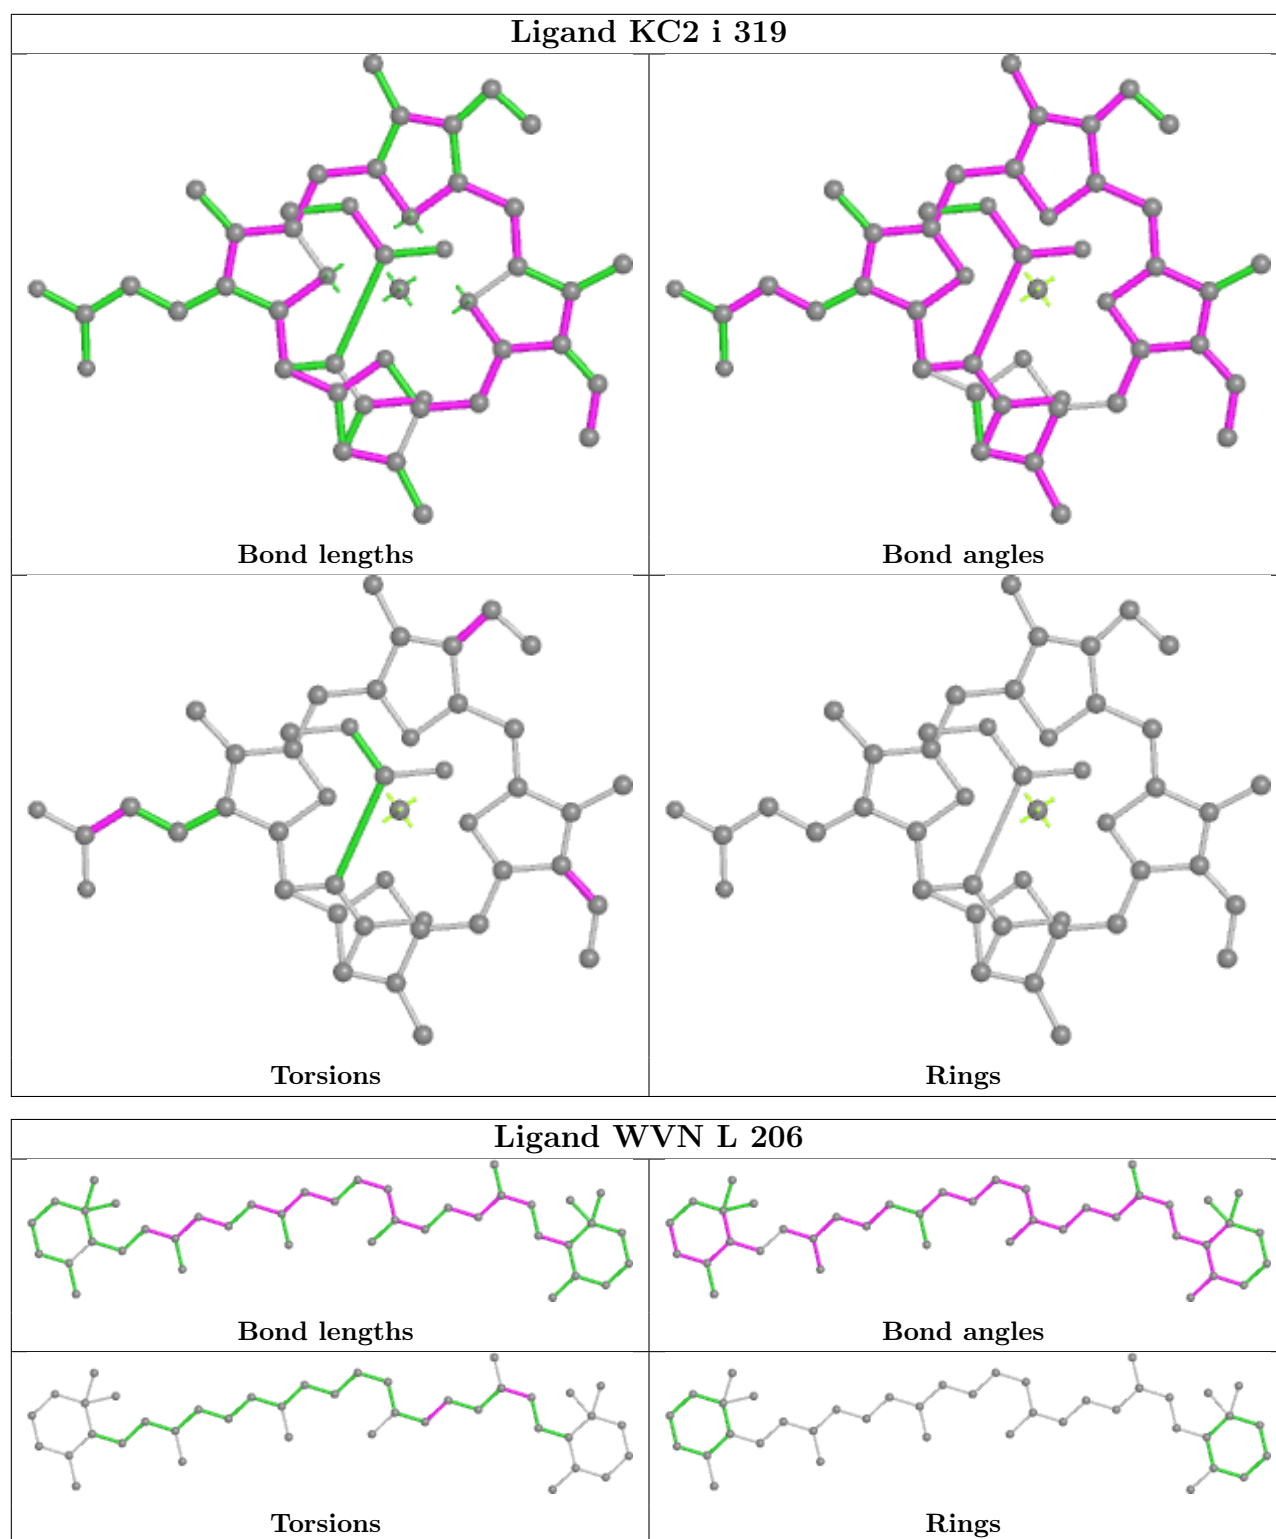 Ligand KC2 i 319
Bond lengths
Bond angles
Torsions
Rings
Ligand WVN L 206
Bond lengths
Bond angles
Torsions
Rings